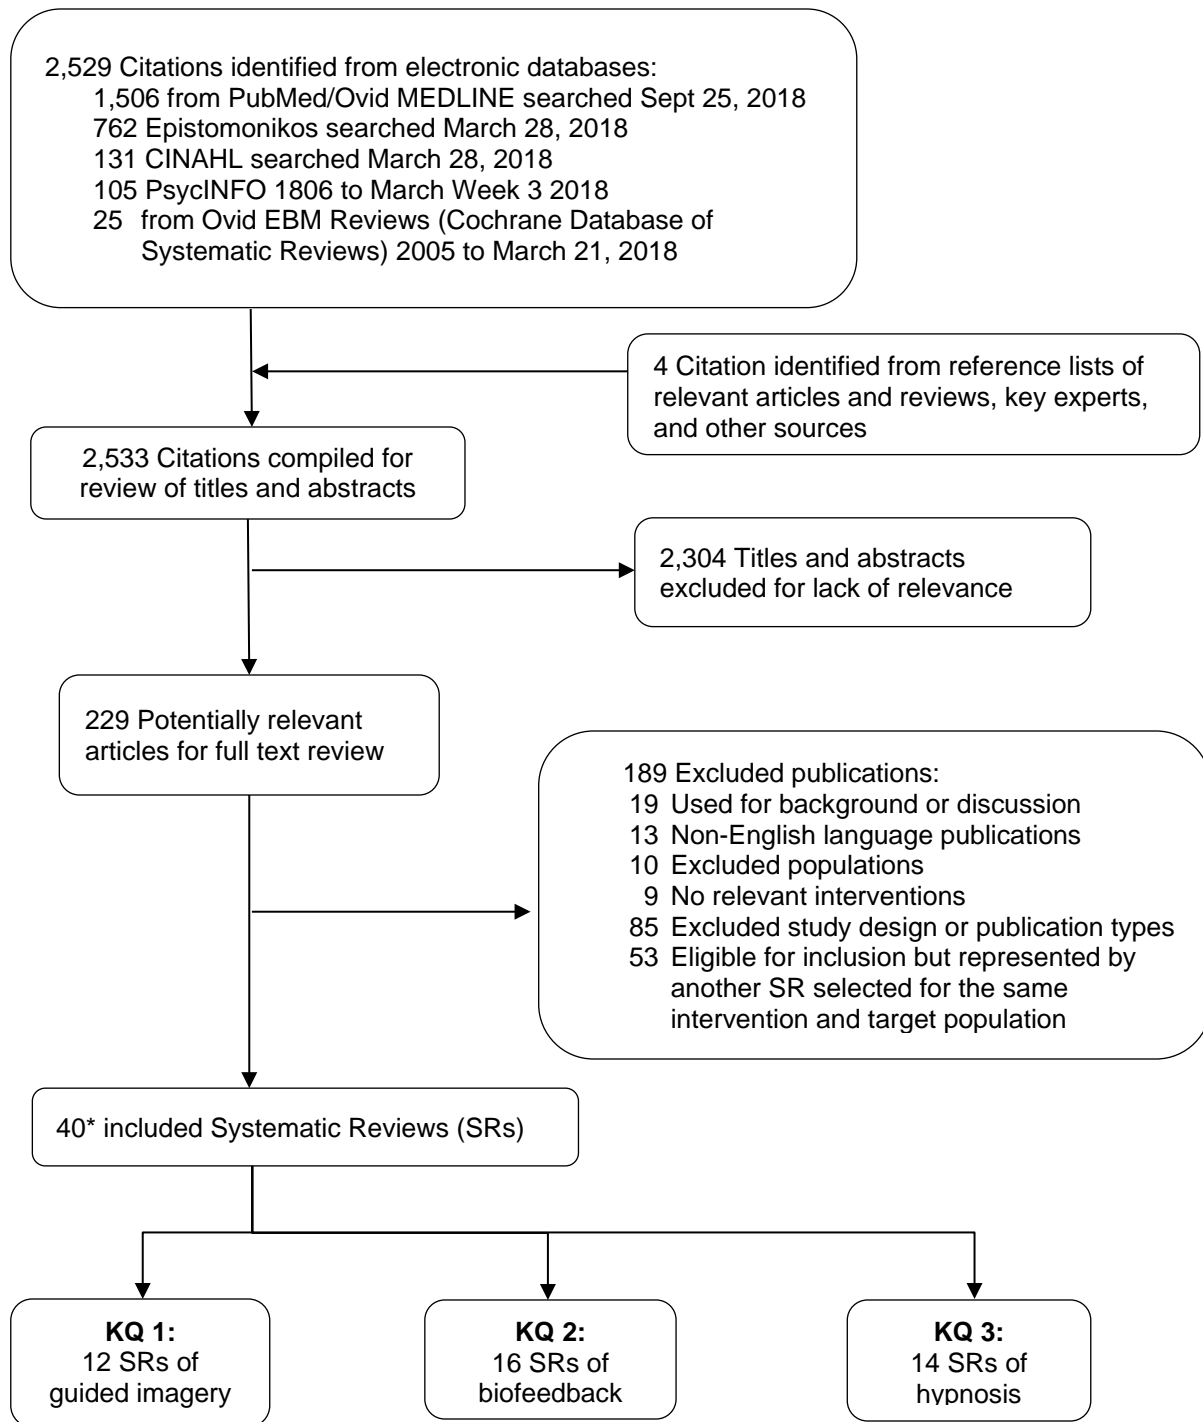 2,529 Citations identified from electronic databases:
1,506 from PubMed/Ovid MEDLINE searched Sept 25, 2018
762 Epistomonikos searched March 28, 2018
131 CINAHL searched March 28, 2018
105 PsycINFO 1806 to March Week 3 2018
25 from Ovid EBM Reviews (Cochrane Database of
Systematic Reviews) 2005 to March 21, 2018
4 Citation identified from reference lists of
relevant articles and reviews, key experts,
and other sources
2,533 Citations compiled for
review of titles and abstracts
2,304 Titles and abstracts
excluded for lack of relevance
229 Potentially relevant
articles for full text review
189 Excluded publications:
19 Used for background or discussion
13 Non-English language publications
10 Excluded populations
9 No relevant interventions
85 Excluded study design or publication types
53 Eligible for inclusion but represented by
another SR selected for the same
intervention and target population
40* included Systematic Reviews (SRs)
KQ 1:
12 SRs of
guided imagery
KQ 2:
16 SRs of
biofeedback
KQ 3:
14 SRs of
hypnosis